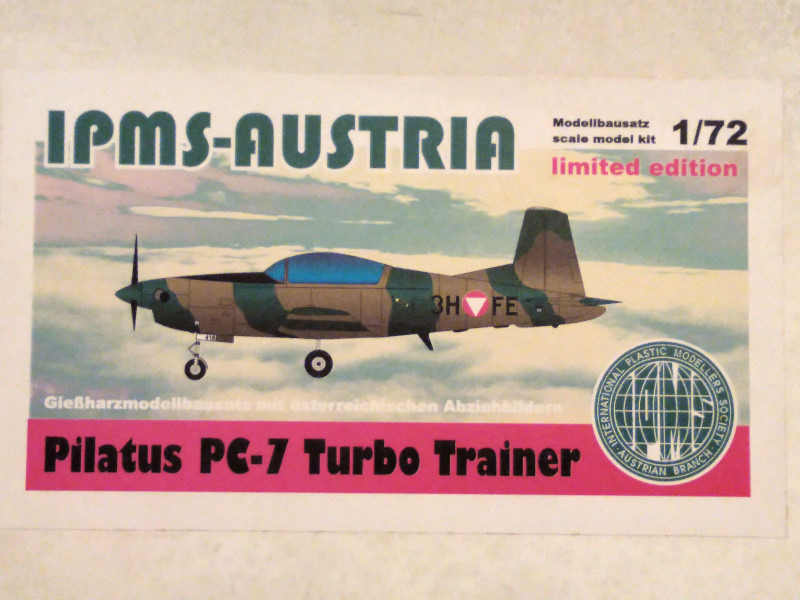 IPMS-AUSTRIA
Modellbausatz
scale model kit 1/72
limited edition
3H FE
416
Gießharzmodellbausatz mit österreichischen Abziehbildern
Pilatus PC-7 Turbo Trainer
INTERNATIONAL PLASTIC MODELLERS SOCIETY
AUSTRIAN BRANCH